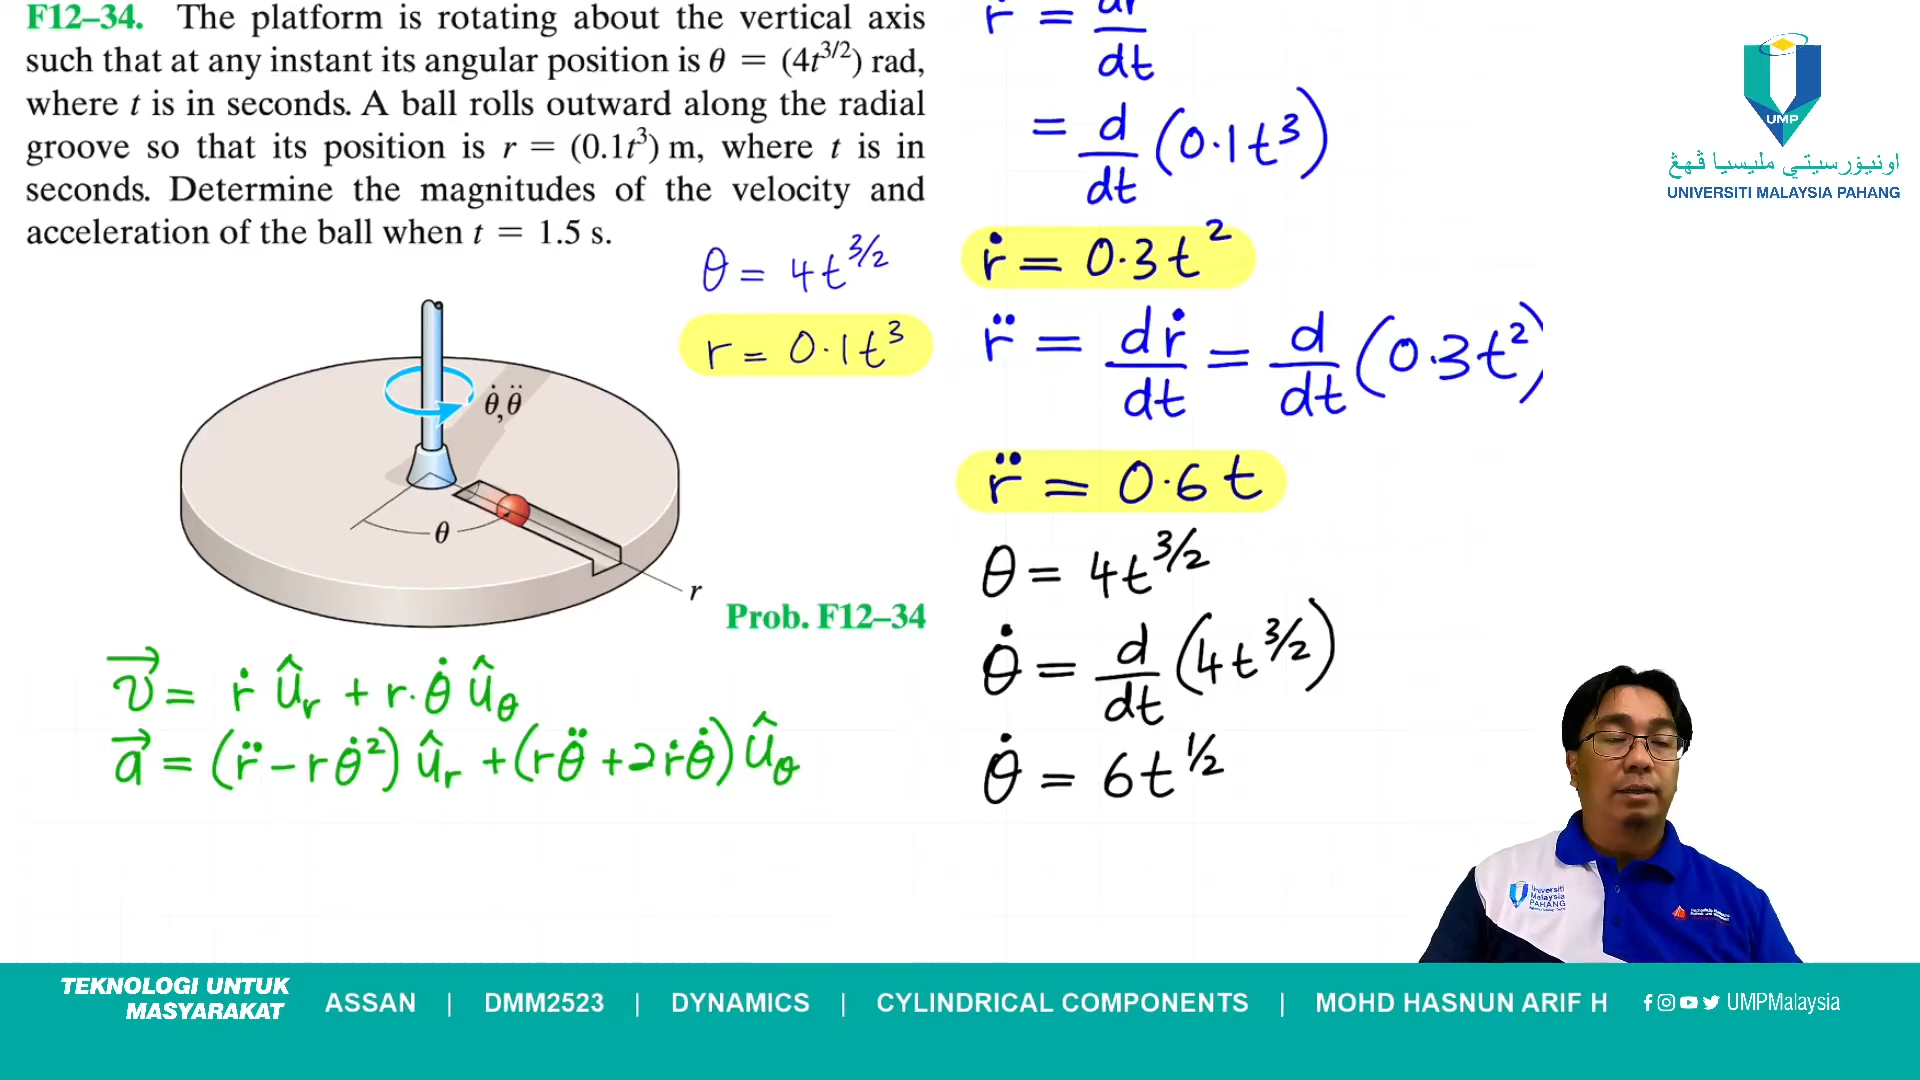 F12–34. The platform is rotating about the vertical axis
such that at any instant its angular position is θ = (4t^{3/2}) rad,
where t is in seconds. A ball rolls outward along the radial
groove so that its position is r = (0.1t³) m, where t is in
seconds. Determine the magnitudes of the velocity and
acceleration of the ball when t = 1.5 s.
θ = 4t^{3/2}
r = 0.1t³
θ̇, θ̈
θ
r
Prob. F12–34
v⃗ = ṙ û_r + r·θ̇ û_θ
a⃗ = (r̈ − rθ̇²) û_r + (rθ̈ + 2ṙθ̇) û_θ
ṙ = dr/dt
= d/dt (0.1t³)
ṙ = 0.3t²
r̈ = dṙ/dt = d/dt (0.3t²)
r̈ = 0.6t
θ = 4t^{3/2}
θ̇ = d/dt (4t^{3/2})
θ̇ = 6t^{1/2}
UMP
اونيۏرسيتي مليسيا ڤهڠ
UNIVERSITI MALAYSIA PAHANG
Universiti
Malaysia
PAHANG
TEKNOLOGI UNTUK
MASYARAKAT
ASSAN | DMM2523 | DYNAMICS | CYLINDRICAL COMPONENTS | MOHD HASNUN ARIF H
UMPMalaysia